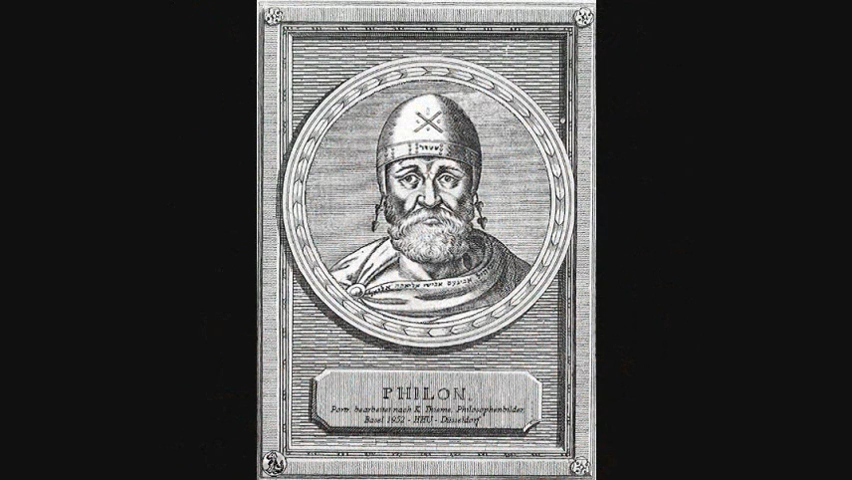 PHILON.
Portr. bearbeitet nach K. Thieme, Philosophenbilder,
Basel 1952 - HHU - Düsseldorf